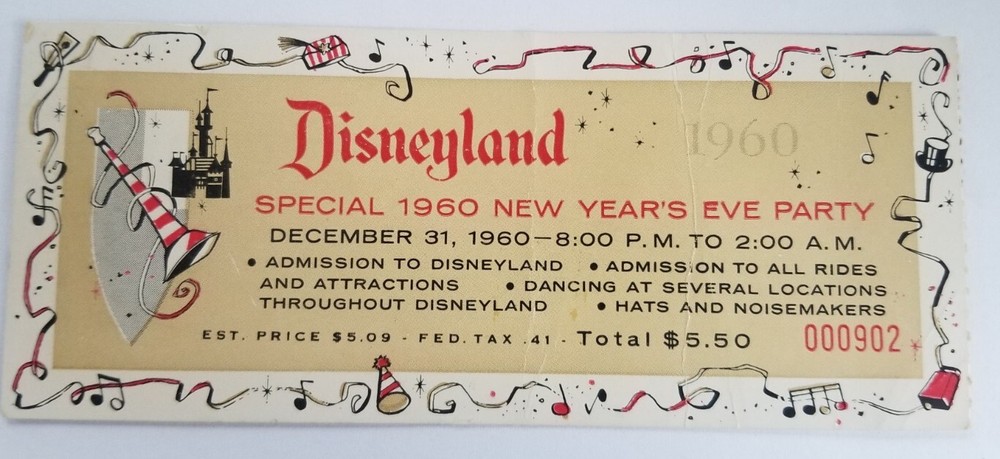 Disneyland
1960
SPECIAL 1960 NEW YEAR'S EVE PARTY
DECEMBER 31, 1960—8:00 P.M. TO 2:00 A.M.
• ADMISSION TO DISNEYLAND • ADMISSION TO ALL RIDES
AND ATTRACTIONS • DANCING AT SEVERAL LOCATIONS
THROUGHOUT DISNEYLAND • HATS AND NOISEMAKERS
EST. PRICE $5.09 - FED. TAX .41 - Total $5.50
000902